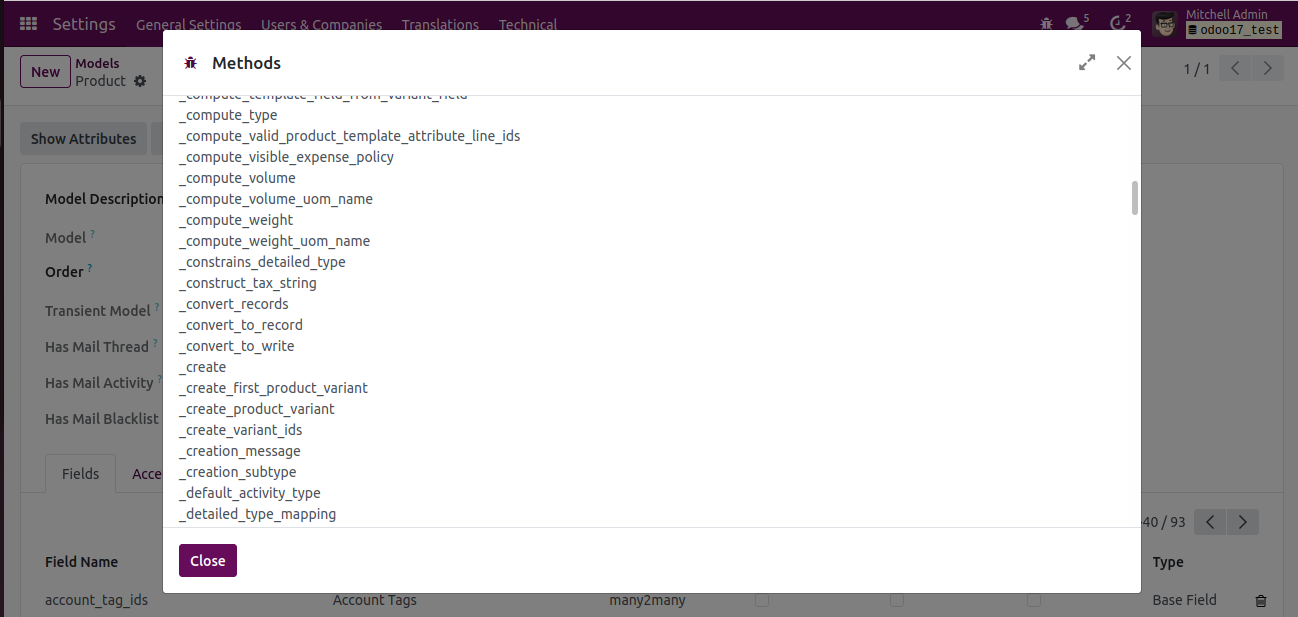 Settings General Settings Users & Companies Translations Technical 5 2 Mitchell Admin
odoo17_test
New Models
Product 1 / 1
Methods
_compute_template_field_from_variant_field
_compute_type
Show Attributes
_compute_valid_product_template_attribute_line_ids
_compute_visible_expense_policy
_compute_volume
Model Description
_compute_volume_uom_name
_compute_weight
Model ?
_compute_weight_uom_name
_constrains_detailed_type
Order ?
_construct_tax_string
_convert_records
Transient Model ?
_convert_to_record
_convert_to_write
Has Mail Thread ?
_create
Has Mail Activity ?
_create_first_product_variant
_create_product_variant
Has Mail Blacklist
_create_variant_ids
_creation_message
_creation_subtype
Fields Acce
_default_activity_type
_detailed_type_mapping
-40 / 93
Close
Field Name Type
account_tag_ids Account Tags many2many Base Field